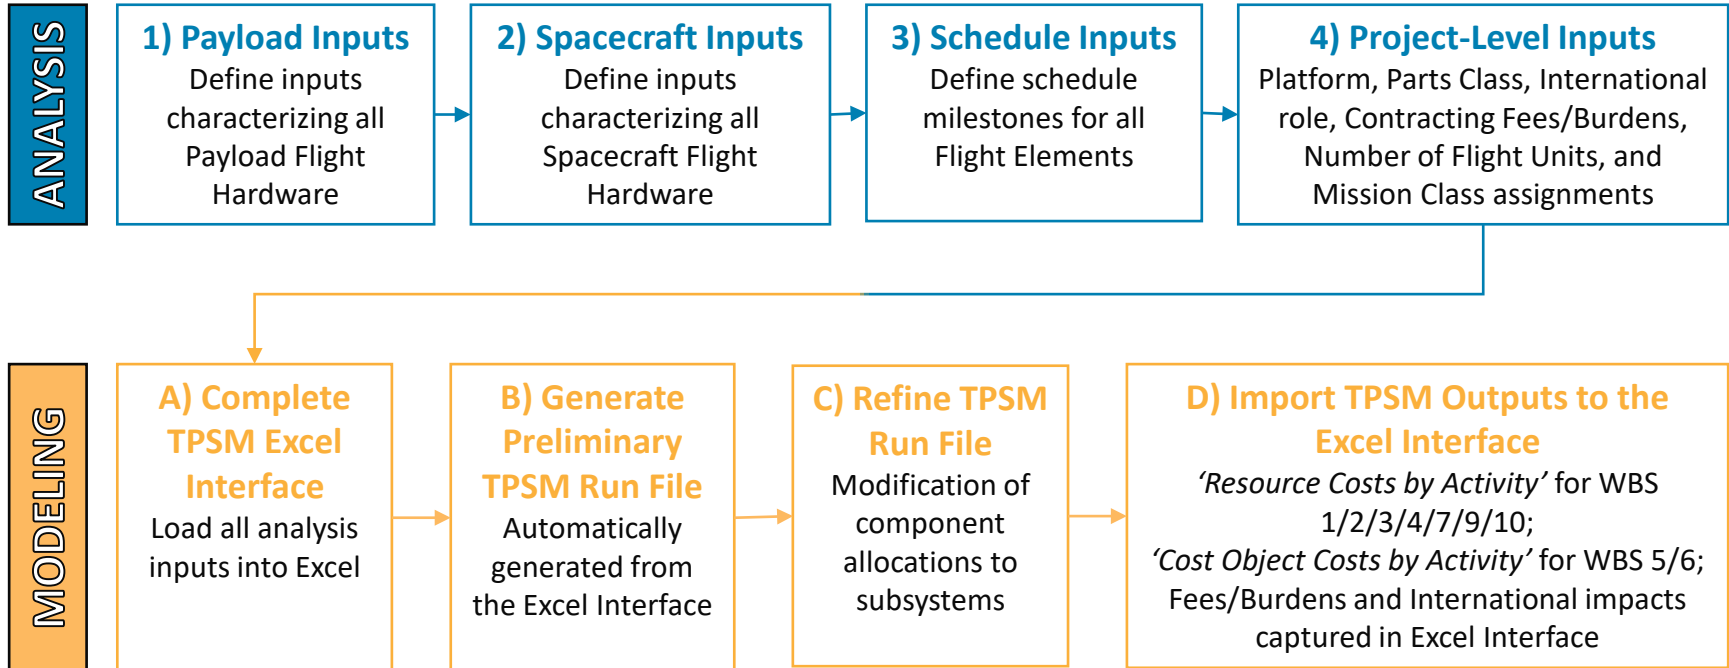 ANALYSIS
1) Payload Inputs
Define inputs
characterizing all
Payload Flight
Hardware
2) Spacecraft Inputs
Define inputs
characterizing all
Spacecraft Flight
Hardware
3) Schedule Inputs
Define schedule
milestones for all
Flight Elements
4) Project-Level Inputs
Platform, Parts Class, International
role, Contracting Fees/Burdens,
Number of Flight Units, and
Mission Class assignments
MODELING
A) Complete
TPSM Excel
Interface
Load all analysis
inputs into Excel
B) Generate
Preliminary
TPSM Run File
Automatically
generated from
the Excel Interface
C) Refine TPSM
Run File
Modification of
component
allocations to
subsystems
D) Import TPSM Outputs to the
Excel Interface
‘Resource Costs by Activity’ for WBS
1/2/3/4/7/9/10;
‘Cost Object Costs by Activity’ for WBS 5/6;
Fees/Burdens and International impacts
captured in Excel Interface